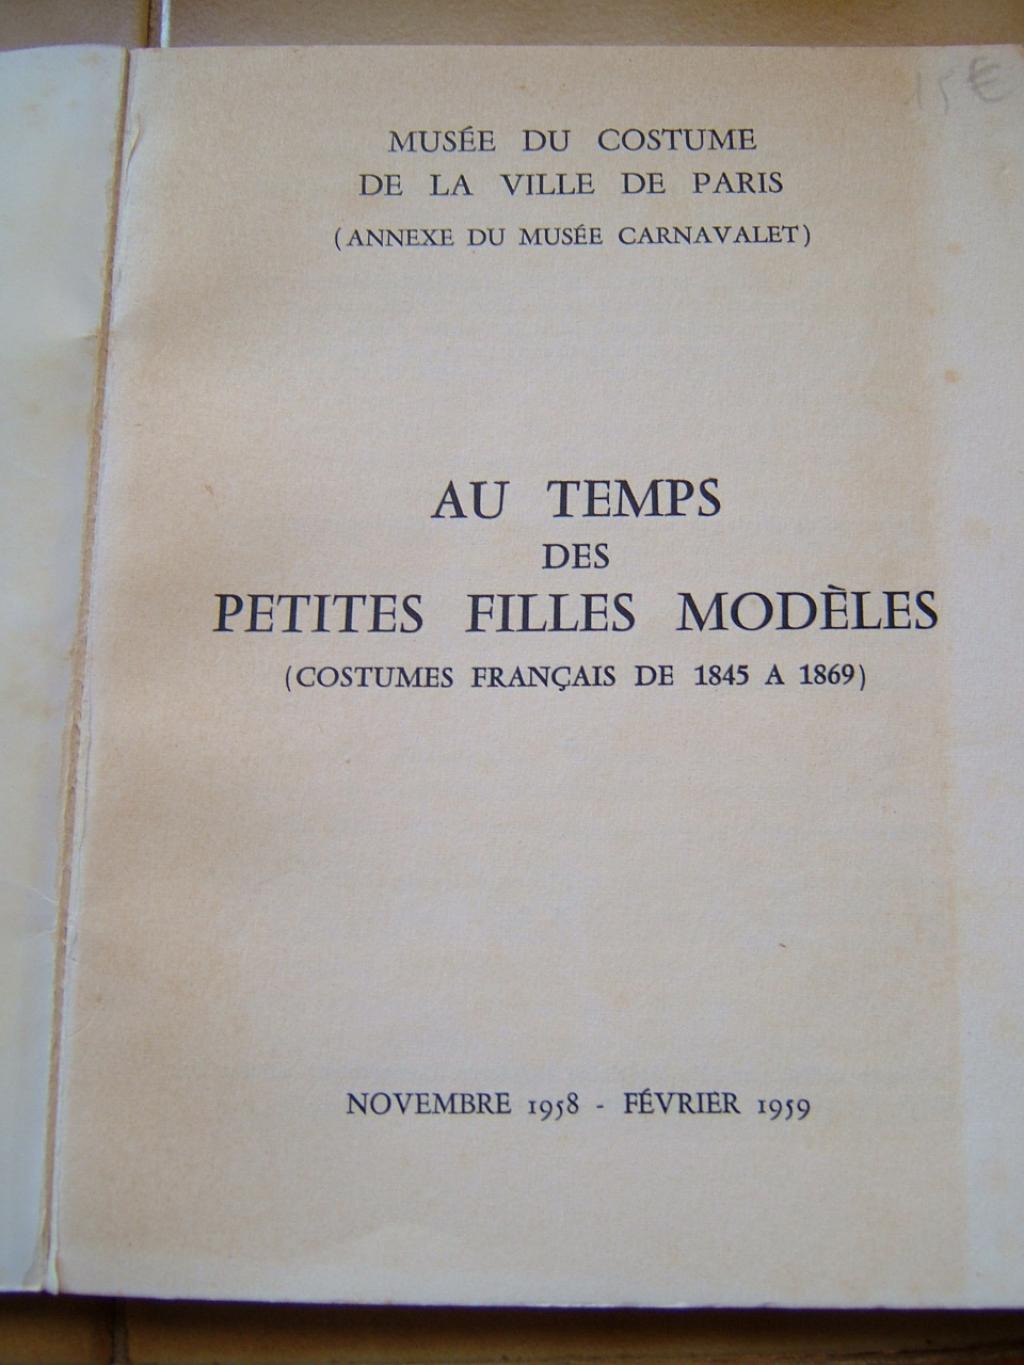 15€
MUSÉE DU COSTUME
DE LA VILLE DE PARIS
(ANNEXE DU MUSÉE CARNAVALET)
AU TEMPS
DES
PETITES FILLES MODÈLES
(COSTUMES FRANÇAIS DE 1845 A 1869)
NOVEMBRE 1958 - FÉVRIER 1959